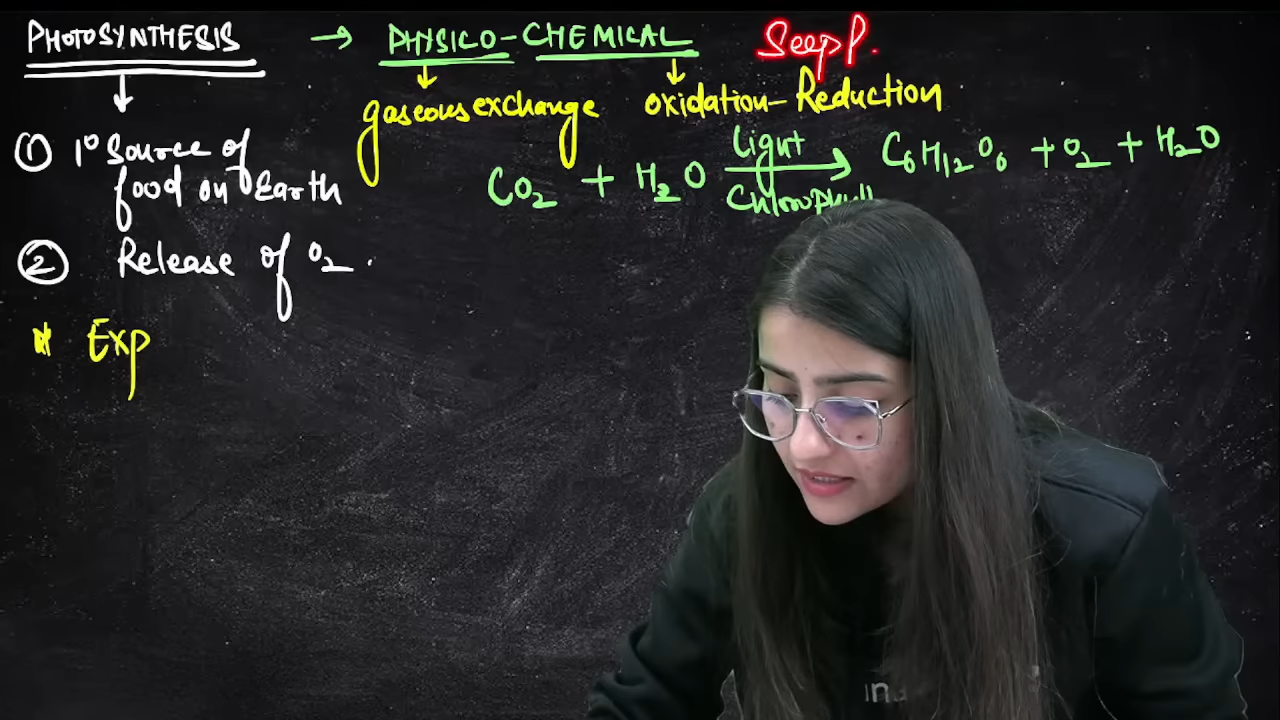 PHOTOSYNTHESIS → PHYSICO-CHEMICAL Seep P.
gaseous exchange oxidation-Reduction
① 1° Source of
food on Earth
CO₂ + H₂O Light → C₆H₁₂O₆ + O₂ + H₂O
Chlorophyll
② Release of O₂.
* Exp